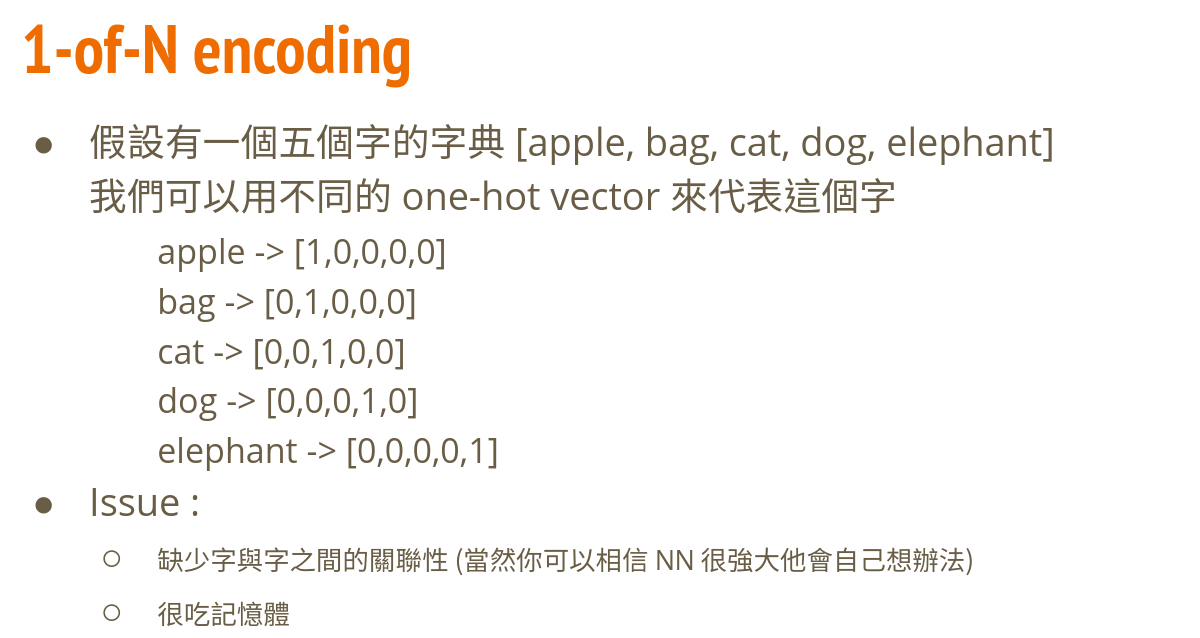 1-of-N encoding
● 假設有一個五個字的字典 [apple, bag, cat, dog, elephant]
我們可以用不同的 one-hot vector 來代表這個字
apple -> [1,0,0,0,0]
bag -> [0,1,0,0,0]
cat -> [0,0,1,0,0]
dog -> [0,0,0,1,0]
elephant -> [0,0,0,0,1]
● Issue :
○ 缺少字與字之間的關聯性 (當然你可以相信 NN 很強大他會自己想辦法)
○ 很吃記憶體